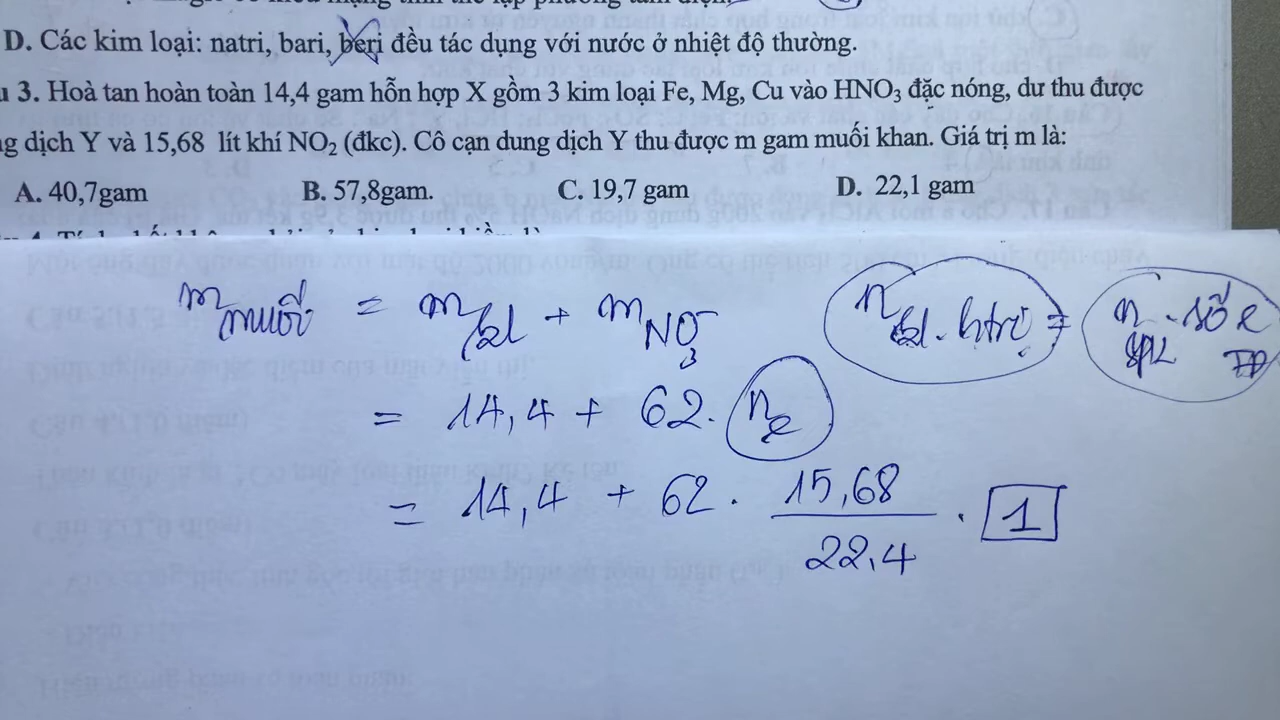 D. Các kim loại: natri, bari, beri đều tác dụng với nước ở nhiệt độ thường.
u 3. Hoà tan hoàn toàn 14,4 gam hỗn hợp X gồm 3 kim loại Fe, Mg, Cu vào HNO₃ đặc nóng, dư thu được
ng dịch Y và 15,68 lít khí NO₂ (đkc). Cô cạn dung dịch Y thu được m gam muối khan. Giá trị m là:
A. 40,7gam B. 57,8gam. C. 19,7 gam D. 22,1 gam
m muối = m kl + m NO₃⁻ n kl . htrị = n spk . số e TĐ
= 14,4 + 62. nₑ
= 14,4 + 62 . 15,68 / 22,4 . 1